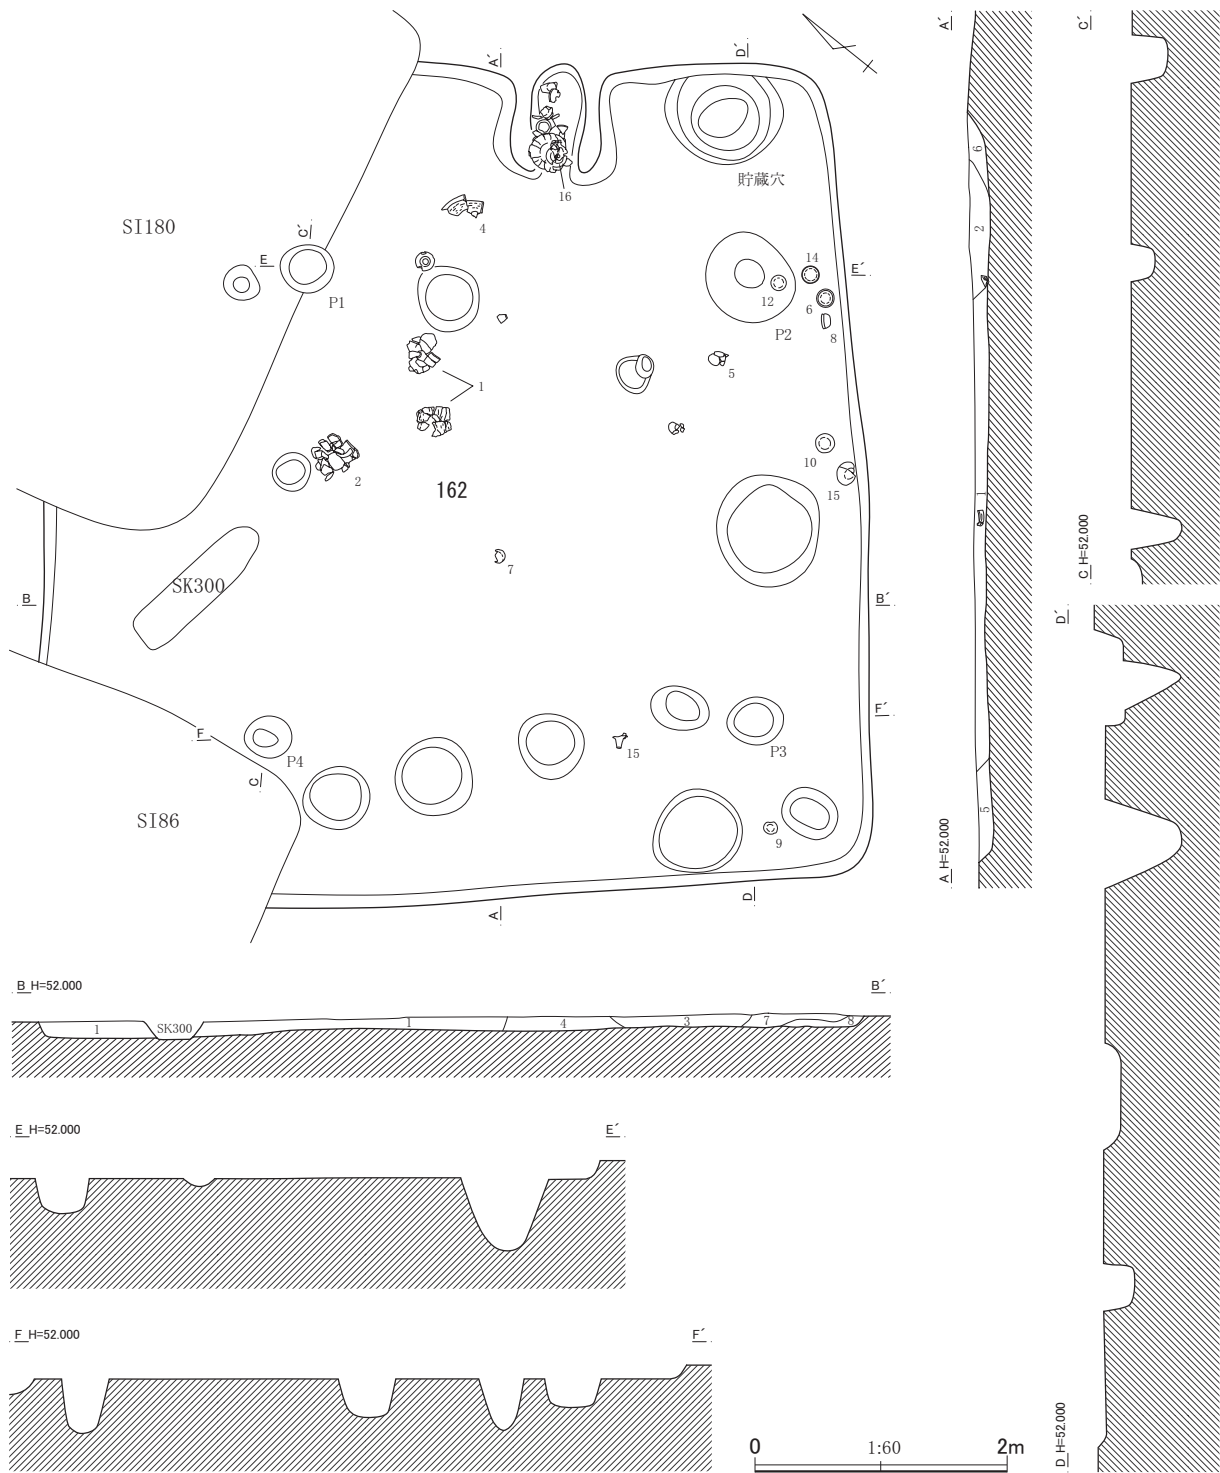 A´
D´
16
貯蔵穴
4
SI180
C´
E
P1
14
E´
12
6
P2
8
5
1
2
162
10
15
7
SK300
B
B´
F
F´
P4
C
15
P3
SI86
9
A
D
A´
6
2
1
5
A H=52.000
C´
C H=52.000
D´
D H=52.000
B H=52.000
B´
1
SK300
1
4
3
7
8
E H=52.000
E´
F H=52.000
F´
0 1:60 2m